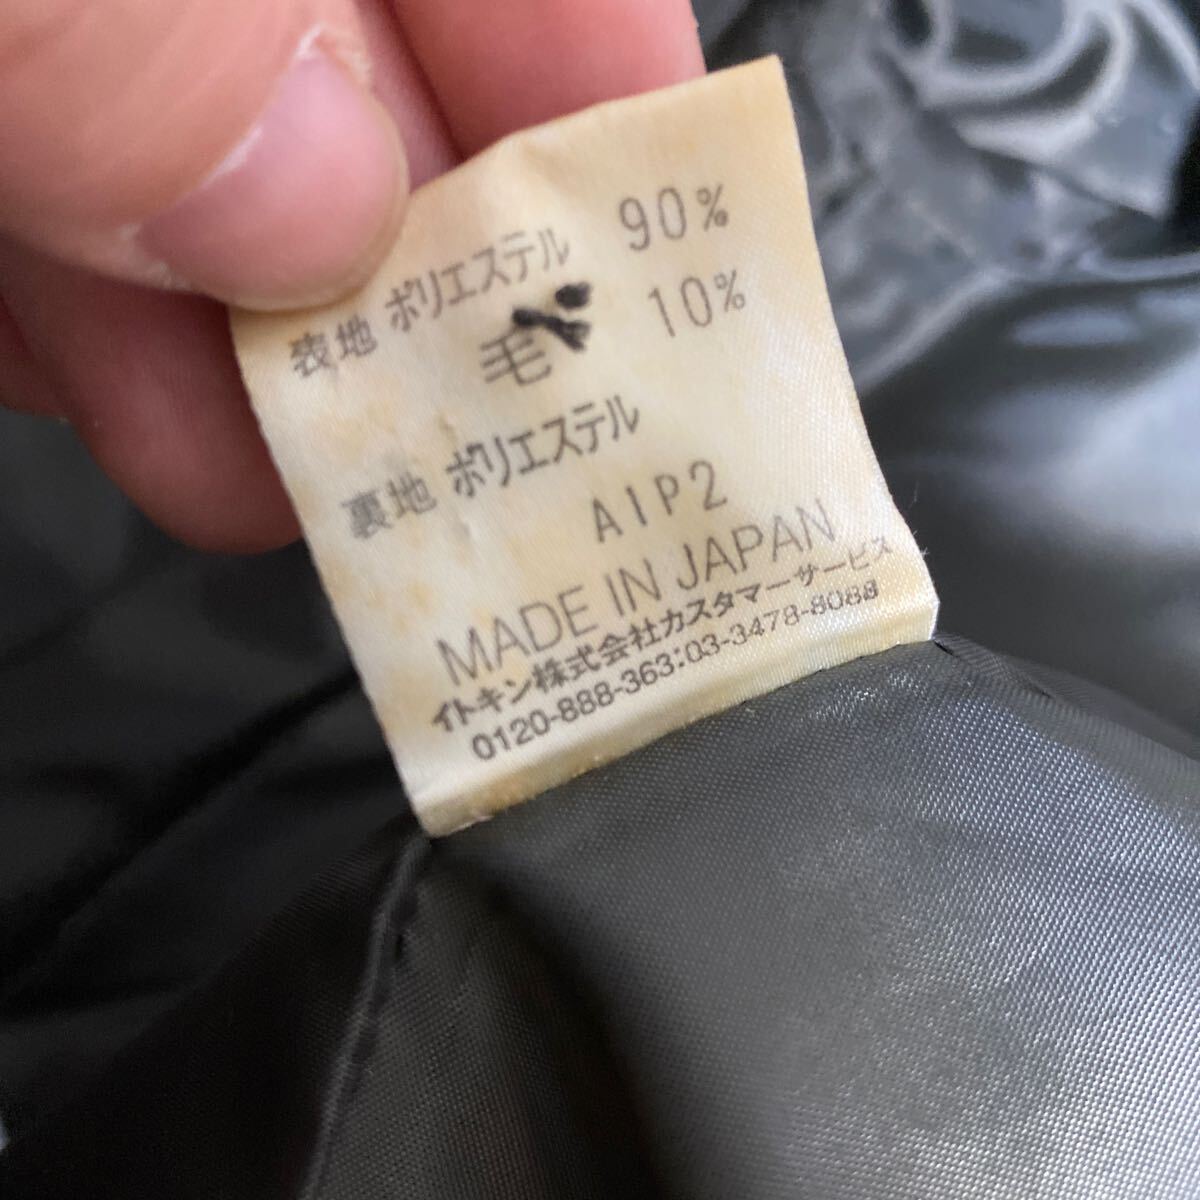 表地 ポリエステル 90%
毛 10%
裏地 ポリエステル
AIP2
MADE IN JAPAN
イトキン株式会社カスタマーサービス
0120-888-363:03-3478-8088